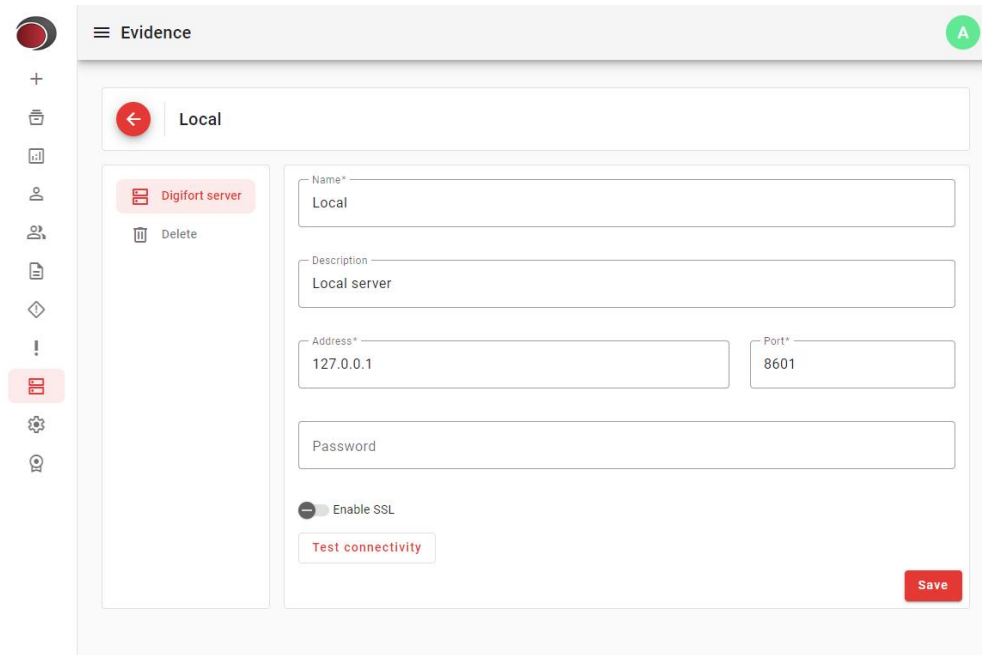 Evidence
A
Local
Digifort server
Delete
Name*
Local
Description
Local server
Address*
127.0.0.1
Port*
8601
Password
Enable SSL
Test connectivity
Save